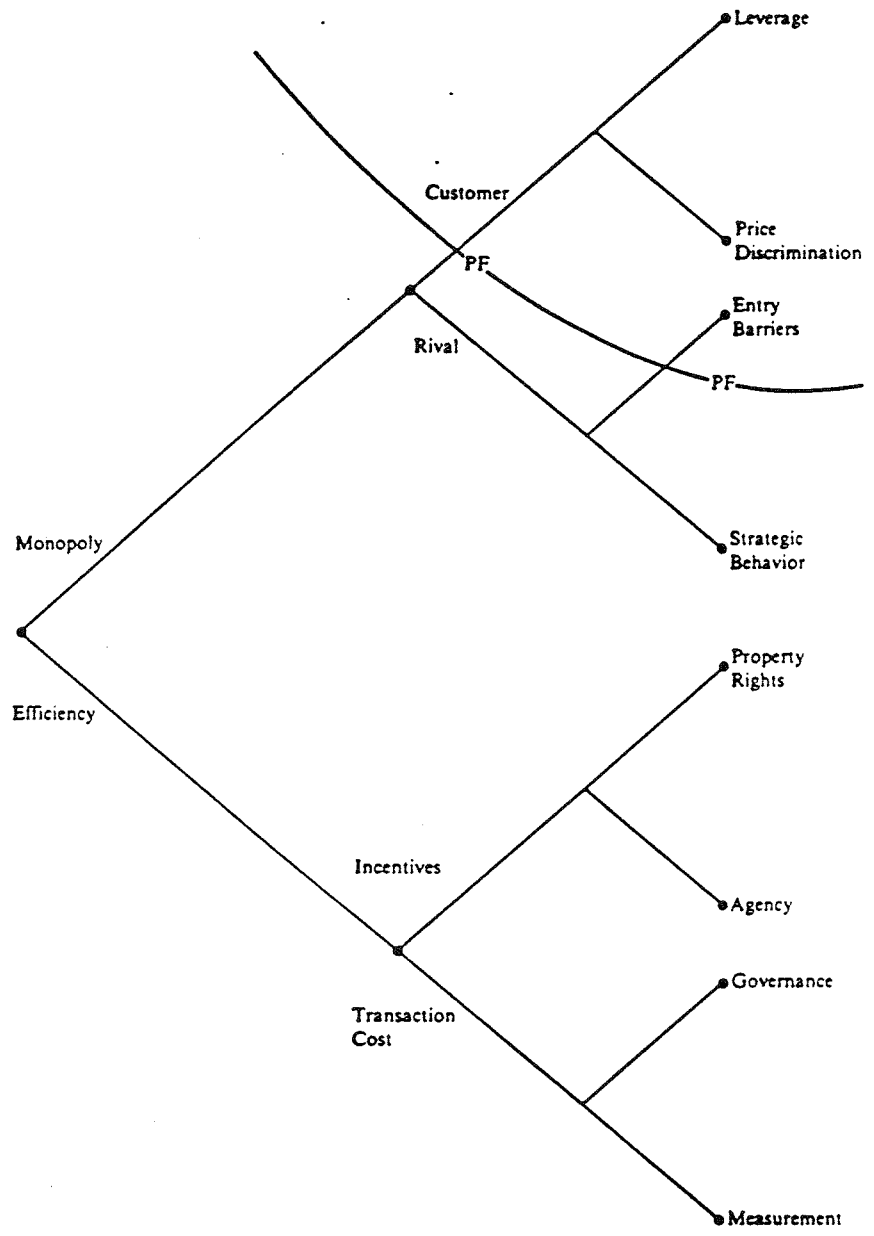 Leverage
Customer
Price
Discrimination
PF
Entry
Barriers
Rival
PF
Monopoly
Strategic
Behavior
Property
Rights
Efficiency
Incentives
Agency
Governance
Transaction
Cost
Measurement